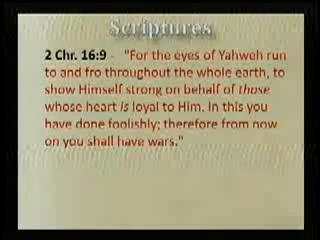 Scriptures
2 Chr. 16:9 - "For the eyes of Yahweh run
to and fro throughout the whole earth, to
show Himself strong on behalf of those
whose heart is loyal to Him. In this you
have done foolishly; therefore from now
on you shall have wars."